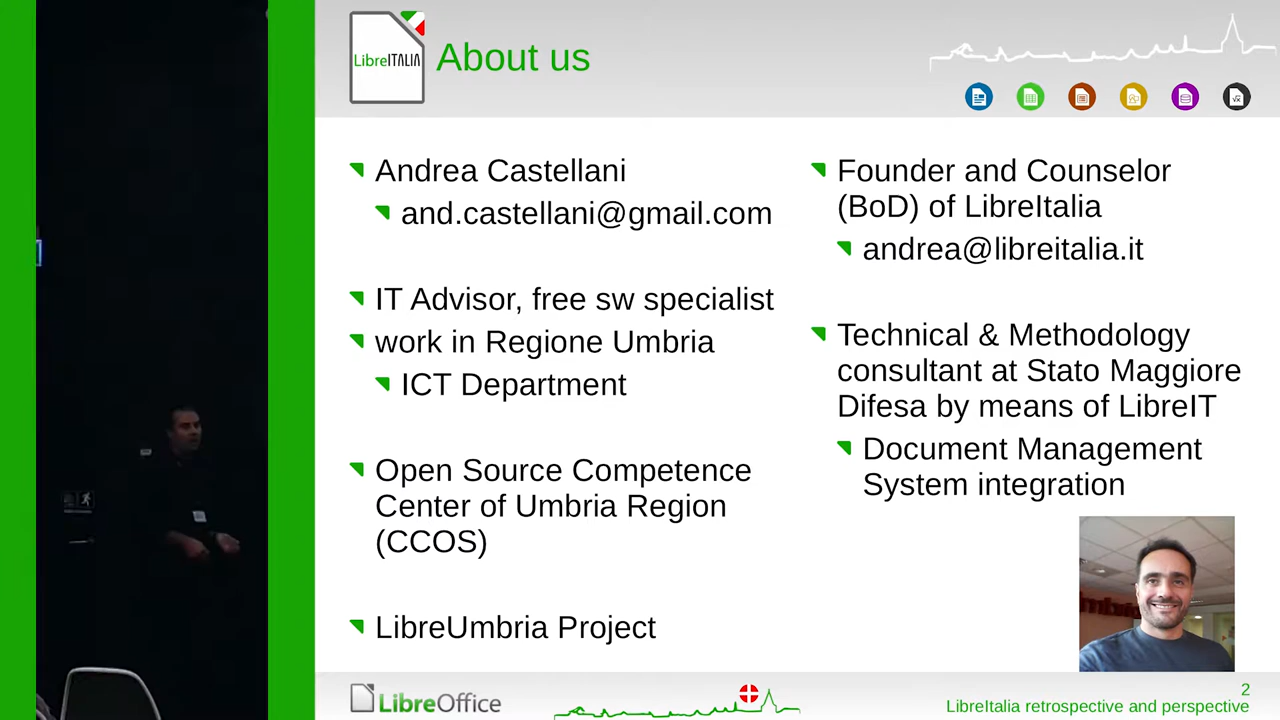 LibreITALIA
About us
Andrea Castellani
and.castellani@gmail.com
IT Advisor, free sw specialist
work in Regione Umbria
ICT Department
Open Source Competence
Center of Umbria Region
(CCOS)
LibreUmbria Project
Founder and Counselor
(BoD) of LibreItalia
andrea@libreitalia.it
Technical & Methodology
consultant at Stato Maggiore
Difesa by means of LibreIT
Document Management
System integration
LibreOffice
2
LibreItalia retrospective and perspective